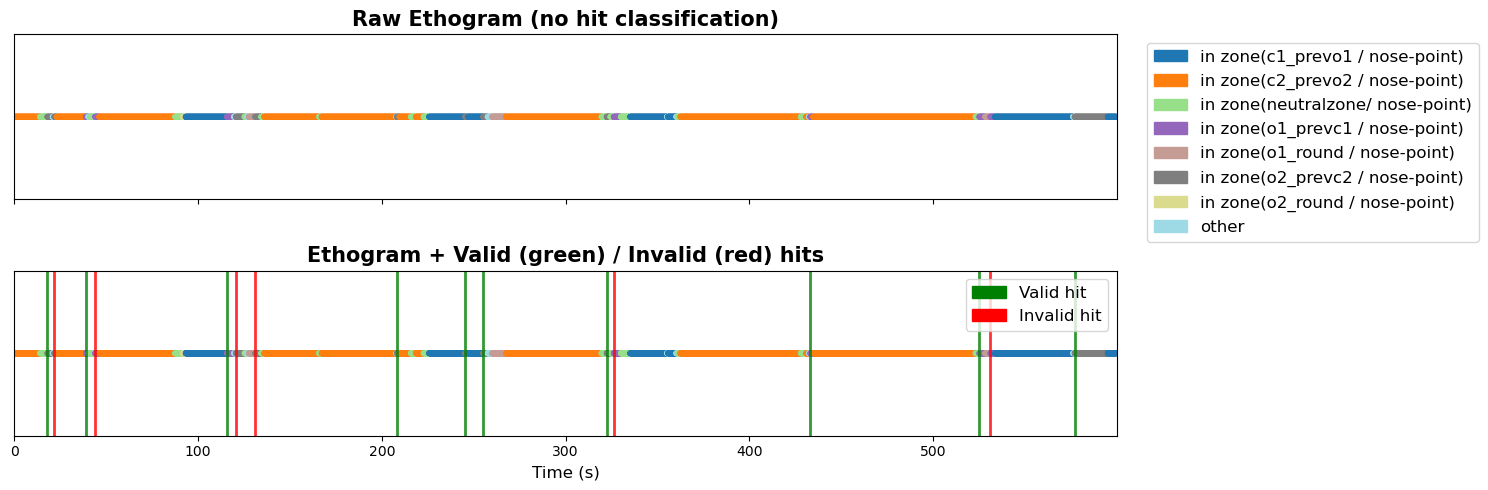 Raw Ethogram (no hit classification)
in zone(c1_prevo1 / nose-point)
in zone(c2_prevo2 / nose-point)
in zone(neutralzone/ nose-point)
in zone(o1_prevc1 / nose-point)
in zone(o1_round / nose-point)
in zone(o2_prevc2 / nose-point)
in zone(o2_round / nose-point)
other
Ethogram + Valid (green) / Invalid (red) hits
Valid hit
Invalid hit
0 100 200 300 400 500
Time (s)